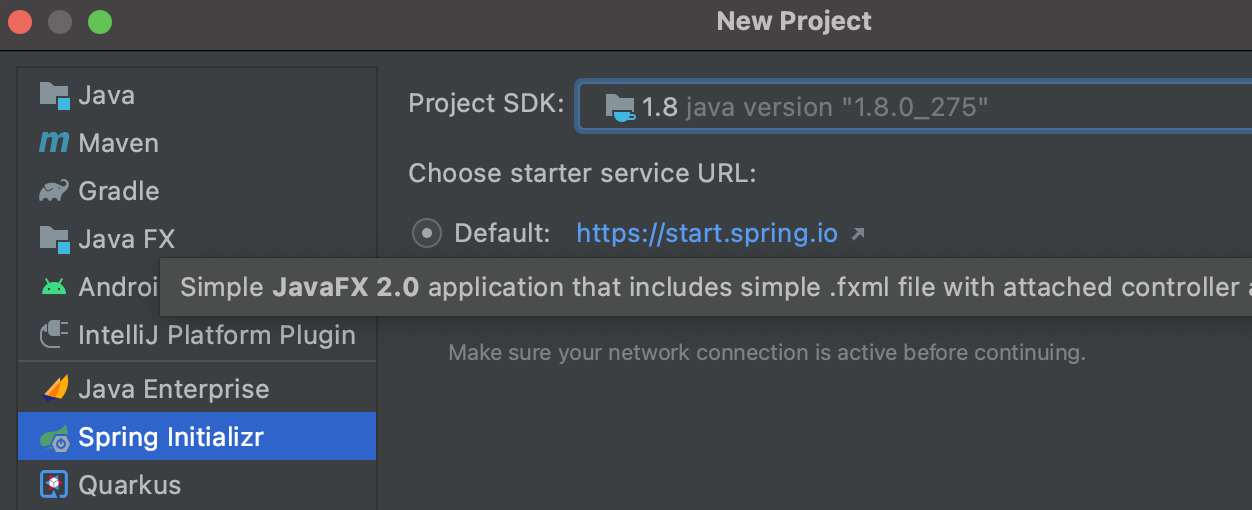 New Project
Java
Maven
Gradle
Java FX
Androi
IntelliJ Platform Plugin
Java Enterprise
Spring Initializr
Quarkus
Project SDK: 1.8 java version "1.8.0_275"
Choose starter service URL:
Default: https://start.spring.io
Simple JavaFX 2.0 application that includes simple .fxml file with attached controller
Make sure your network connection is active before continuing.